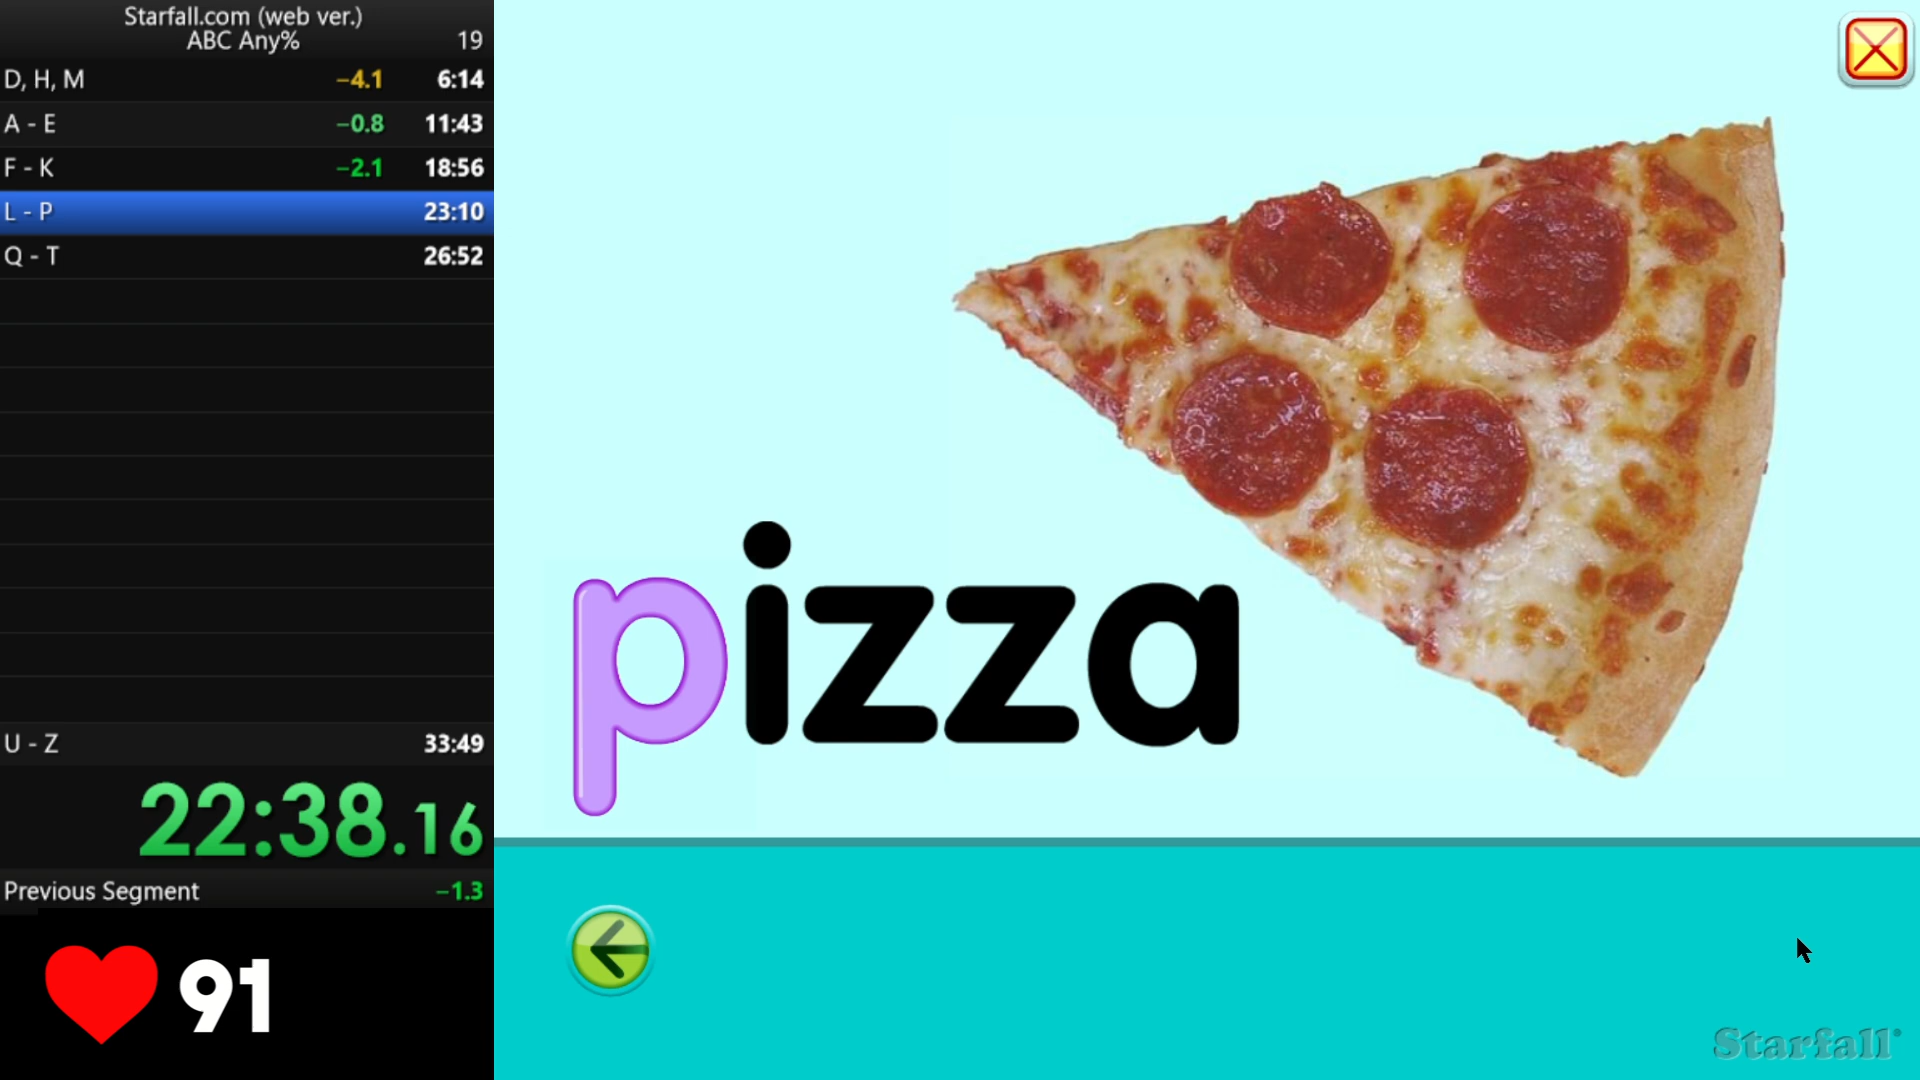 Starfall.com (web ver.)
ABC Any% 19
D, H, M −4.1 6:14
A - E −0.8 11:43
F - K −2.1 18:56
L - P 23:10
Q - T 26:52
U - Z 33:49
22:38.16
Previous Segment −1.3
91
pizza
Starfall